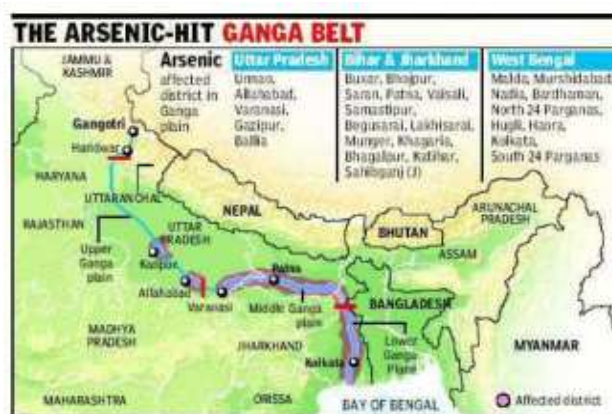 THE ARSENIC-HIT GANGA BELT
Arsenic
affected
district in
Ganga
plain
Uttar Pradesh
Unnao,
Allahabad,
Varanasi,
Gazipur,
Ballia
Bihar & Jharkhand
Buxar, Bhojpur,
Saran, Patna, Vaisali,
Samastipur,
Begusarai, Lakhisarai,
Munger, Khagaria,
Bhagalpur, Katihar,
Sahibganj (J)
West Bengal
Malda, Murshidabad
Nadia, Bardhaman,
North 24 Parganas,
Hugli, Haora,
Kolkata,
South 24 Parganas
JAMMU &
KASHMIR
Gangotri
Haridwar
HARYANA
UTTARANCHAL
NEPAL
ARUNACHAL
PRADESH
BHUTAN
RAJASTHAN
UTTAR
PRADESH
ASSAM
Upper
Ganga
plain
Kanpur
Patna
Allahabad
Varanasi
Middle Ganga
plain
BANGLADESH
MADHYA
PRADESH
JHARKHAND
Lower
Ganga
Plane
MYANMAR
Kolkata
MAHARASHTRA
ORISSA
BAY OF BENGAL
Affected district